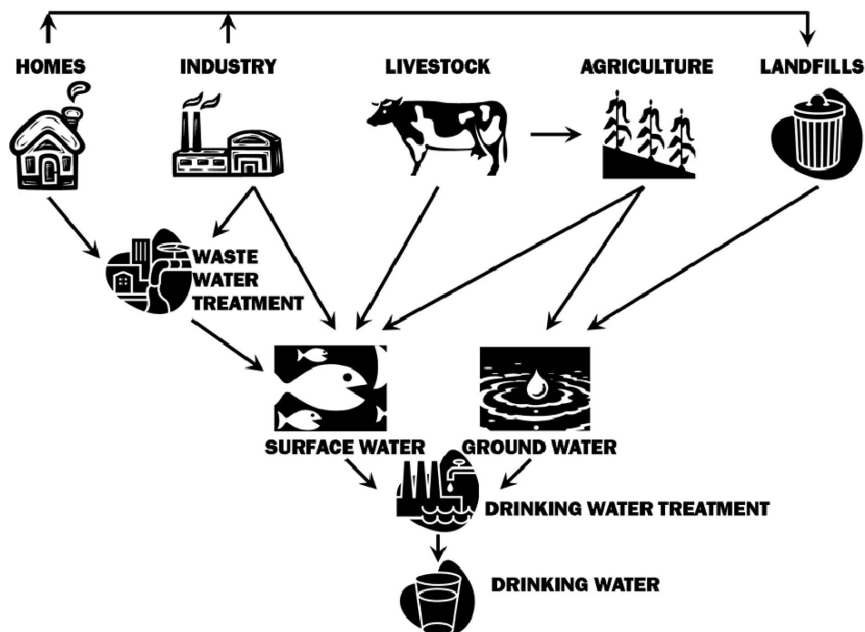 HOMES
INDUSTRY
LIVESTOCK
AGRICULTURE
LANDFILLS
WASTE
WATER
TREATMENT
SURFACE WATER
GROUND WATER
DRINKING WATER TREATMENT
DRINKING WATER